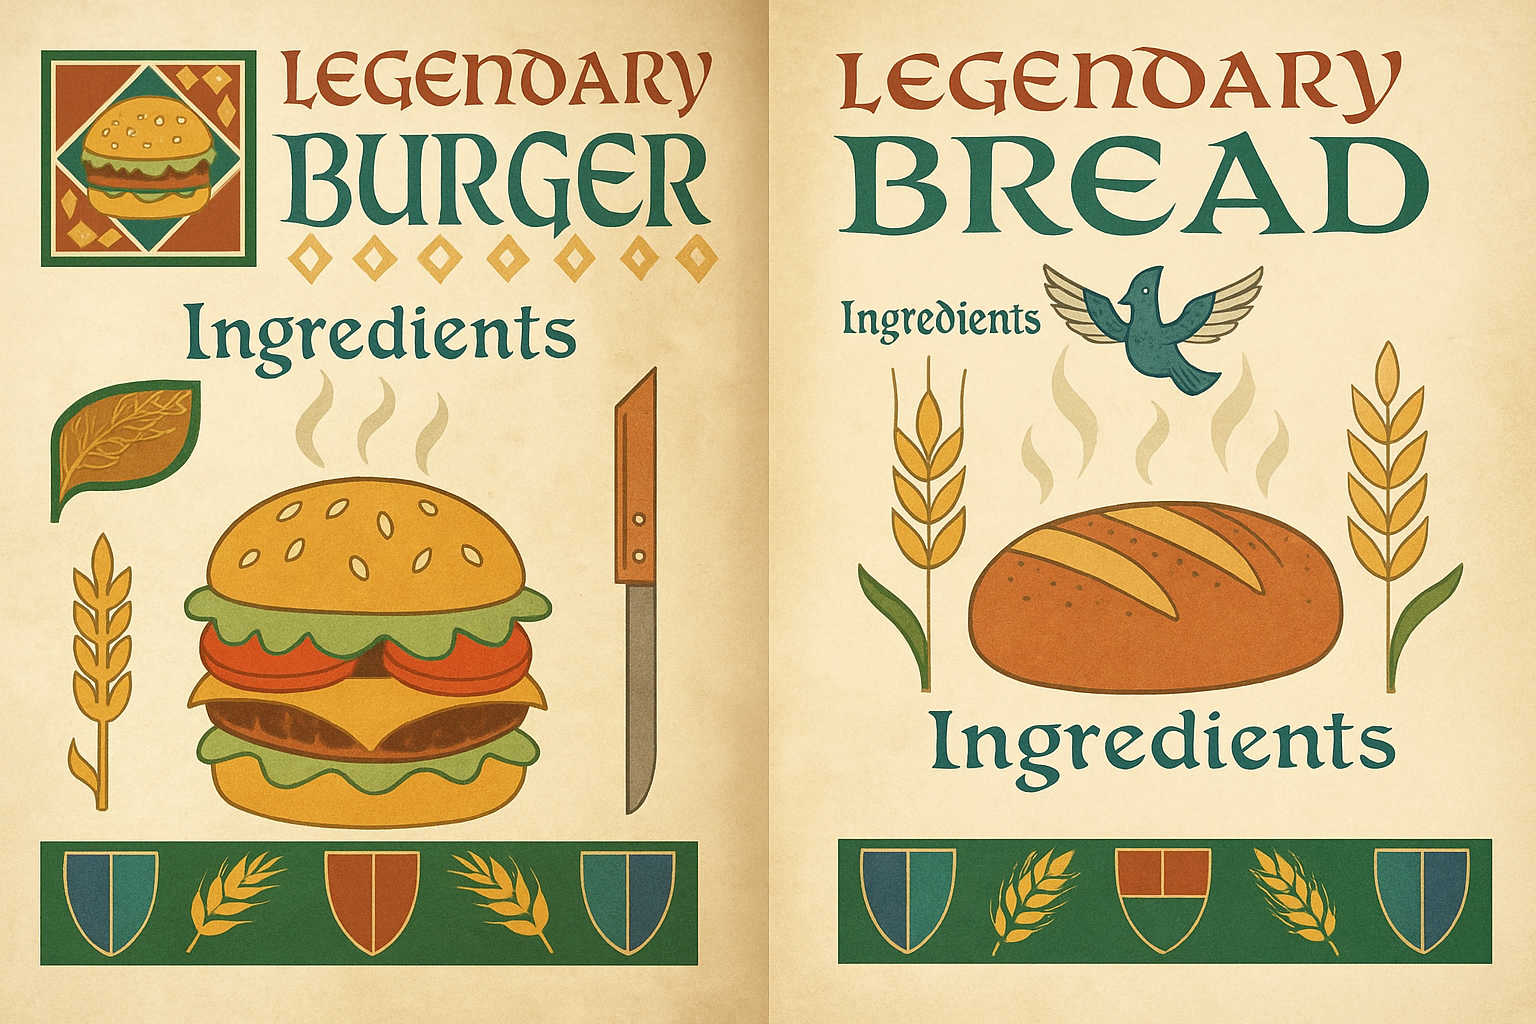 LEGENDARY
BURGER
Ingredients
LEGENDARY
BREAD
Ingredients
Ingredients